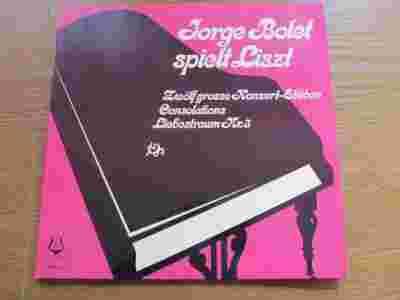 Jorge Bolet
spielt Liszt
Zwölf grosse Konzert-Etüden
Consolations
Liebestraum Nr. 3